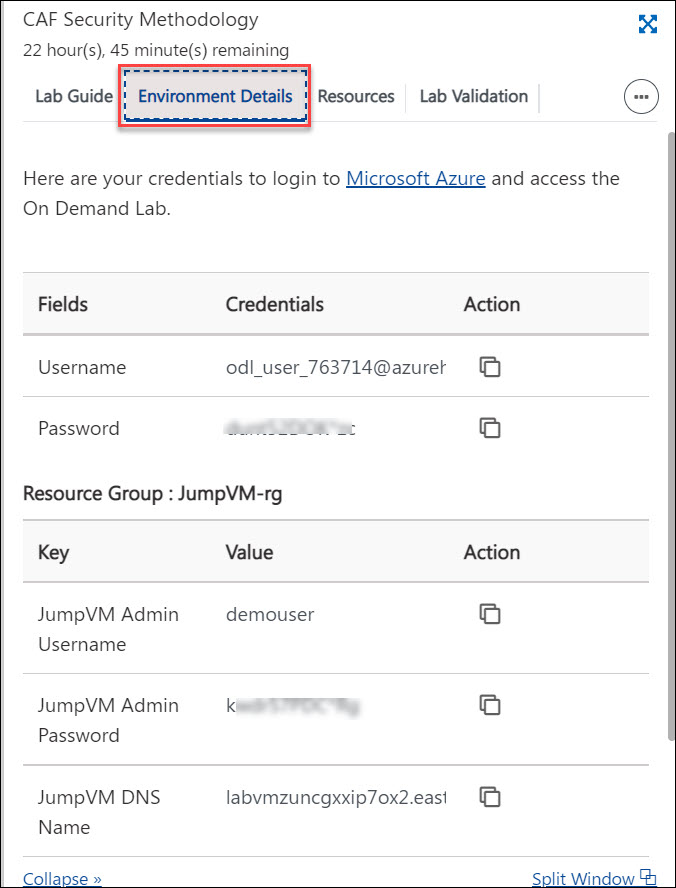 CAF Security Methodology
22 hour(s), 45 minute(s) remaining
Lab Guide Environment Details Resources Lab Validation
Here are your credentials to login to Microsoft Azure and access the
On Demand Lab.
Fields Credentials Action
Username odl_user_763714@azureh
Password
Resource Group : JumpVM-rg
Key Value Action
JumpVM Admin demouser
Username
JumpVM Admin
Password
JumpVM DNS labvmzuncgxxip7ox2.east
Name
Collapse » Split Window